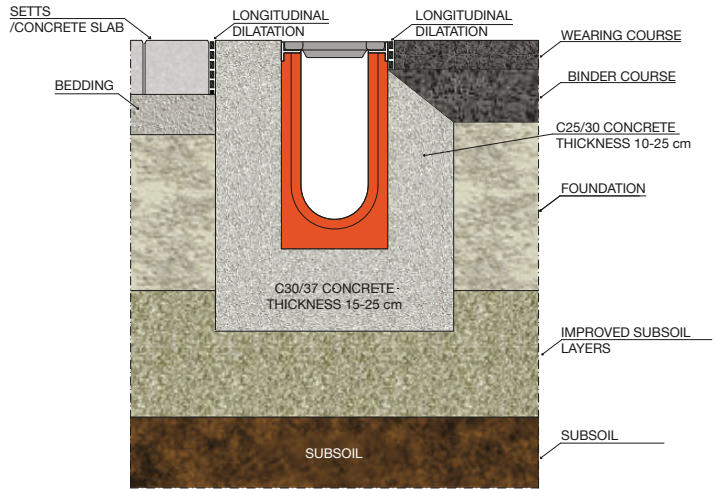 SETTS
/CONCRETE SLAB
LONGITUDINAL
DILATATION
LONGITUDINAL
DILATATION
WEARING COURSE
BEDDING
BINDER COURSE
C25/30 CONCRETE
THICKNESS 10-25 cm
FOUNDATION
C30/37 CONCRETE
THICKNESS 15-25 cm
IMPROVED SUBSOIL
LAYERS
SUBSOIL
SUBSOIL